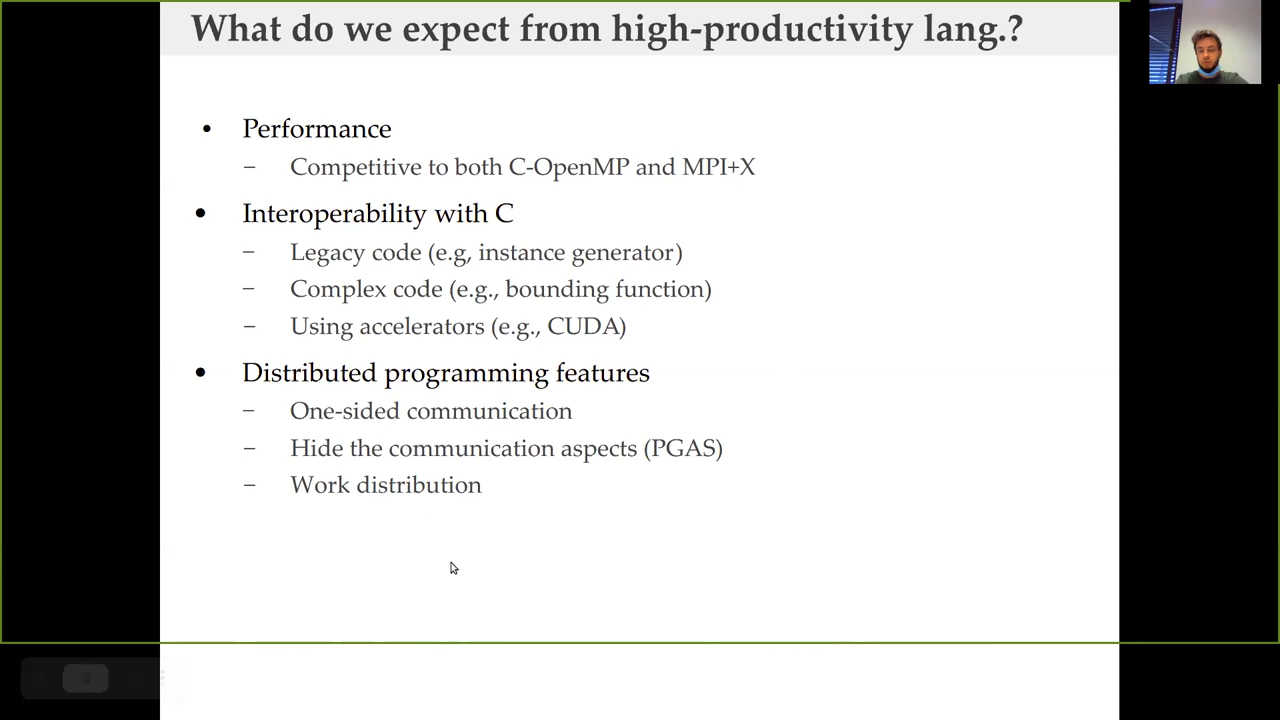 What do we expect from high-productivity lang.?
• Performance
– Competitive to both C-OpenMP and MPI+X
• Interoperability with C
– Legacy code (e.g, instance generator)
– Complex code (e.g., bounding function)
– Using accelerators (e.g., CUDA)
• Distributed programming features
– One-sided communication
– Hide the communication aspects (PGAS)
– Work distribution